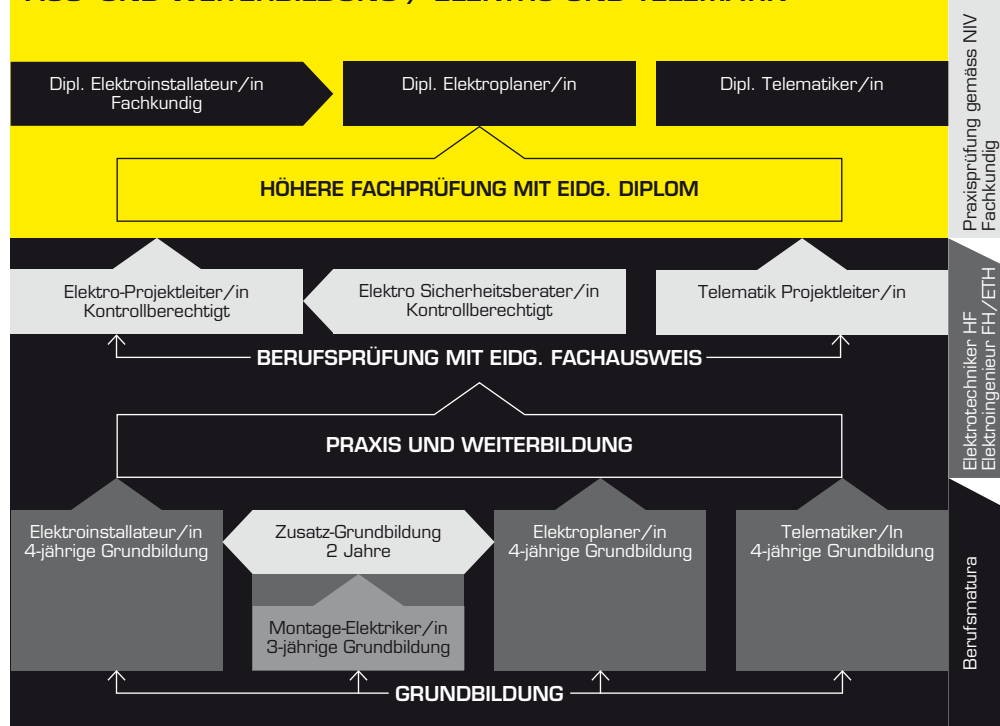 Dipl. Elektroinstallateur/in
Fachkundig
Dipl. Elektroplaner/in
Dipl. Telematiker/in
HÖHERE FACHPRÜFUNG MIT EIDG. DIPLOM
Elektro-Projektleiter/in
Kontrollberechtigt
Elektro Sicherheitsberater/in
Kontrollberechtigt
Telematik Projektleiter/in
BERUFSPRÜFUNG MIT EIDG. FACHAUSWEIS
PRAXIS UND WEITERBILDUNG
Elektroinstallateur/in
4-jährige Grundbildung
Zusatz-Grundbildung
2 Jahre
Elektroplaner/in
4-jährige Grundbildung
Telematiker/In
4-jährige Grundbildung
Montage-Elektriker/in
3-jährige Grundbildung
GRUNDBILDUNG
Praxisprüfung gemäss NIV
Fachkundig
Elektrotechniker HF
Elektroingenieur FH/ETH
Berufsmatura